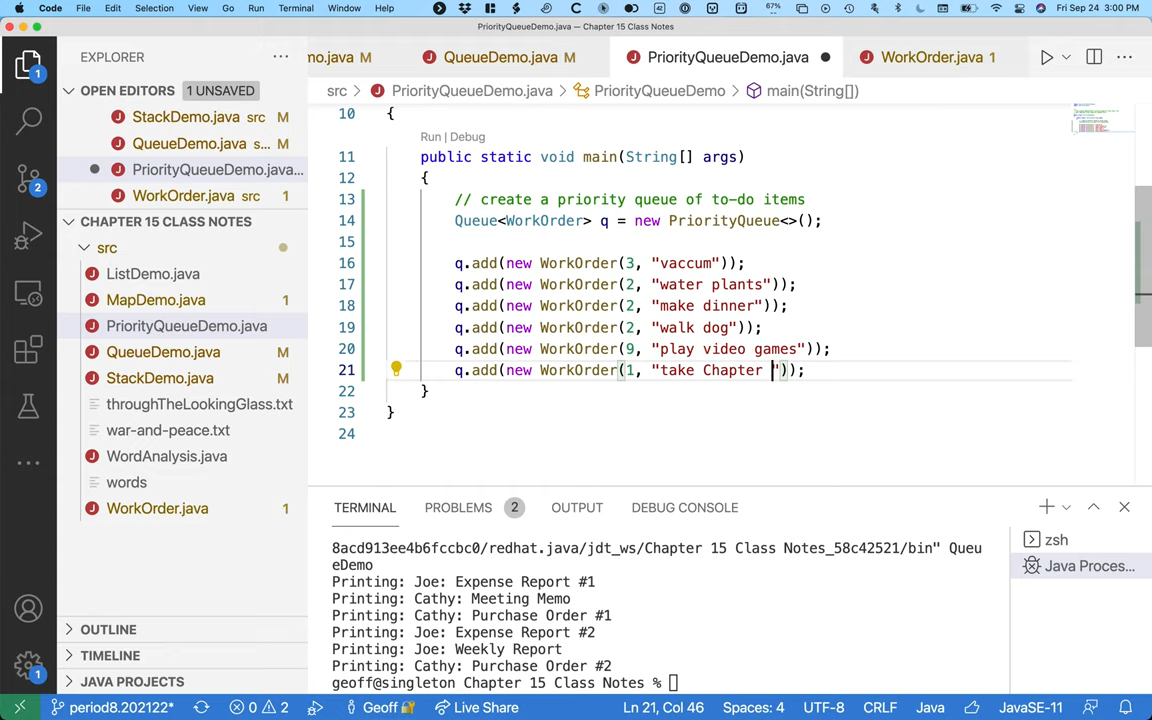 Code File Edit Selection View Go Run Terminal Window Help 67% Fri Sep 24 3:00 PM
PriorityQueueDemo.java — Chapter 15 Class Notes
EXPLORER
mo.java M
QueueDemo.java M
PriorityQueueDemo.java
WorkOrder.java 1
OPEN EDITORS 1 UNSAVED
StackDemo.java src M
QueueDemo.java s... M
PriorityQueueDemo.java...
WorkOrder.java src 1
CHAPTER 15 CLASS NOTES
src
ListDemo.java
MapDemo.java 1
PriorityQueueDemo.java
QueueDemo.java M
StackDemo.java M
throughTheLookingGlass.txt
war-and-peace.txt
WordAnalysis.java
words
WorkOrder.java 1
OUTLINE
TIMELINE
JAVA PROJECTS
1
2
1
src > PriorityQueueDemo.java > PriorityQueueDemo > main(String[])
10 {
Run | Debug
11 public static void main(String[] args)
12 {
13 // create a priority queue of to-do items
14 Queue<WorkOrder> q = new PriorityQueue<>();
15
16 q.add(new WorkOrder(3, "vaccum"));
17 q.add(new WorkOrder(2, "water plants"));
18 q.add(new WorkOrder(2, "make dinner"));
19 q.add(new WorkOrder(2, "walk dog"));
20 q.add(new WorkOrder(9, "play video games"));
21 q.add(new WorkOrder(1, "take Chapter "));
22 }
23 }
24
TERMINAL PROBLEMS 2 OUTPUT DEBUG CONSOLE
8acd913ee4b6fccbc0/redhat.java/jdt_ws/Chapter 15 Class Notes_58c42521/bin" Queu
eDemo
Printing: Joe: Expense Report #1
Printing: Cathy: Meeting Memo
Printing: Cathy: Purchase Order #1
Printing: Joe: Expense Report #2
Printing: Joe: Weekly Report
Printing: Cathy: Purchase Order #2
geoff@singleton Chapter 15 Class Notes %
zsh
Java Proces...
period8.202122* 0 2 Geoff Live Share Ln 21, Col 46 Spaces: 4 UTF-8 CRLF Java JavaSE-11